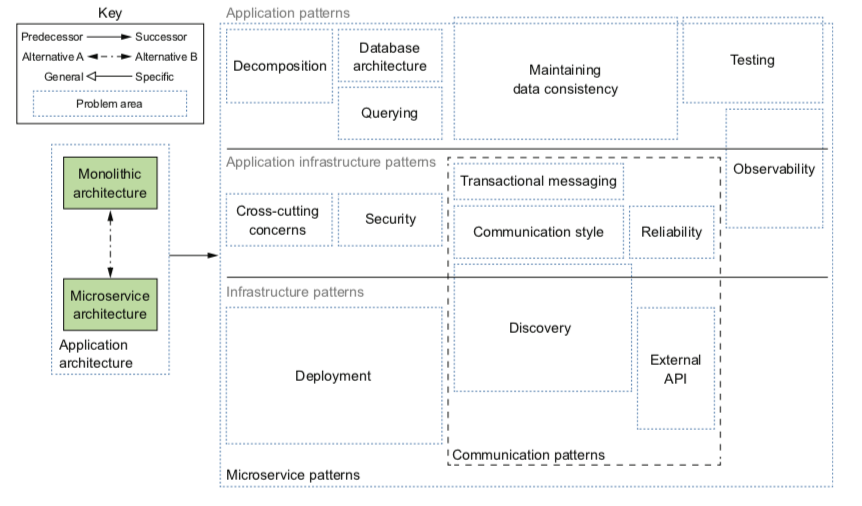 Key
Predecessor
Successor
Alternative A
Alternative B
General
Specific
Problem area
Monolithic
architecture
Microservice
architecture
Application
architecture
Application patterns
Decomposition
Database
architecture
Querying
Maintaining
data consistency
Testing
Observability
Application infrastructure patterns
Cross-cutting
concerns
Security
Transactional messaging
Communication style
Reliability
Infrastructure patterns
Deployment
Discovery
External
API
Communication patterns
Microservice patterns